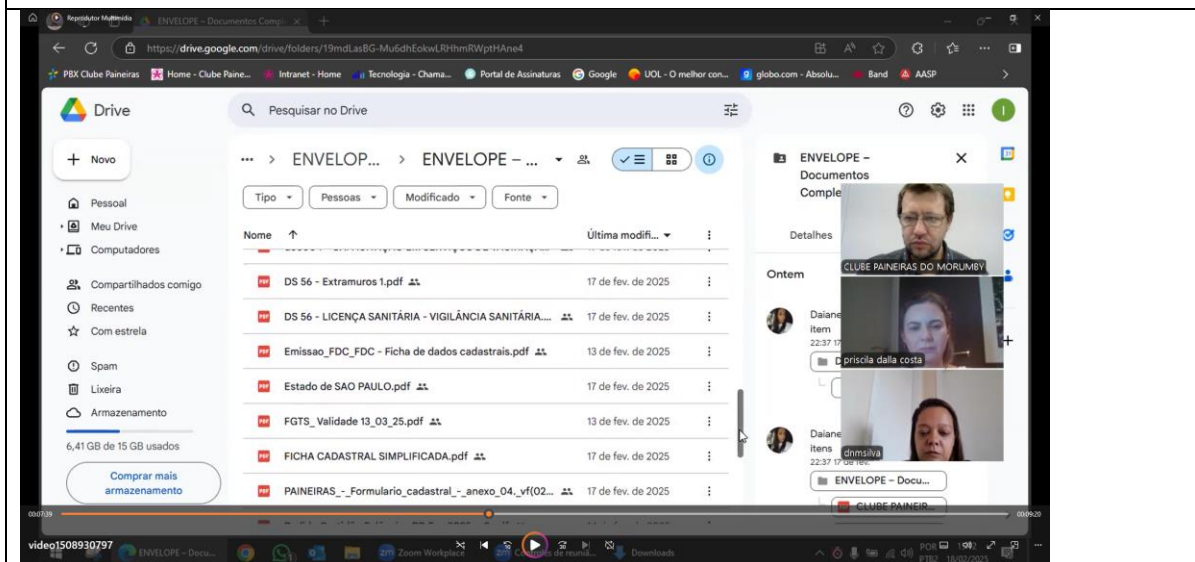 Reprodutor Multimídia
ENVELOPE – Documentos Compl
https://drive.google.com/drive/folders/19mdLasBG-Mu6dhEokwLRHhmRWptHAne4
PBX Clube Paineiras Home - Clube Paine... Intranet - Home Tecnologia - Chama... Portal de Assinaturas Google UOL - O melhor con... globo.com - Absolu... Band AASP
Drive
Pesquisar no Drive
Novo
ENVELOP... > ENVELOPE – ...
ENVELOPE –
Documentos
Comple
Tipo Pessoas Modificado Fonte
Pessoal
Meu Drive
Computadores
Compartilhados comigo
Recentes
Com estrela
Spam
Lixeira
Armazenamento
6,41 GB de 15 GB usados
Comprar mais
armazenamento
Nome Última modifi...
DS 56 - Extramuros 1.pdf 17 de fev. de 2025
DS 56 - LICENÇA SANITÁRIA - VIGILÂNCIA SANITÁRIA.... 17 de fev. de 2025
Emissao_FDC_FDC - Ficha de dados cadastrais.pdf 13 de fev. de 2025
Estado de SAO PAULO.pdf 17 de fev. de 2025
FGTS_ Validade 13_03_25.pdf 13 de fev. de 2025
FICHA CADASTRAL SIMPLIFICADA.pdf 17 de fev. de 2025
PAINEIRAS_-_Formulario_cadastral_-_anexo_04._vf(02... 17 de fev. de 2025
Detalhes
Ontem
Daiane
item
22:37 17
Daiane
itens
22:37 17 de fev.
ENVELOPE – Docu...
CLUBE PAINEIR...
CLUBE PAINEIRAS DO MORUMBY
priscila dalla costa
dnmsilva
00:07:39
00:09:20
video1508930797
ENVELOPE - Docu...
Zoom Workplace
Controles de reuniã...
Downloads
POR
PTB2
18/02/2025